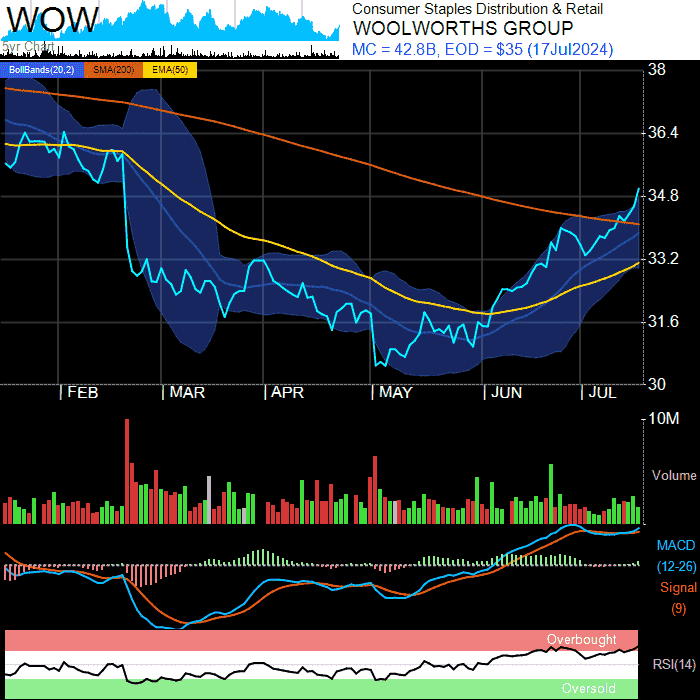 WOW
5yr Chart
Consumer Staples Distribution & Retail
WOOLWORTHS GROUP
MC = 42.8B, EOD = $35 (17Jul2024)
BollBands(20,2) SMA(200) EMA(50)
38
36.4
34.8
33.2
31.6
30
FEB MAR APR MAY JUN JUL
10M
Volume
MACD
(12-26)
Signal
(9)
Overbought
RSI(14)
Oversold